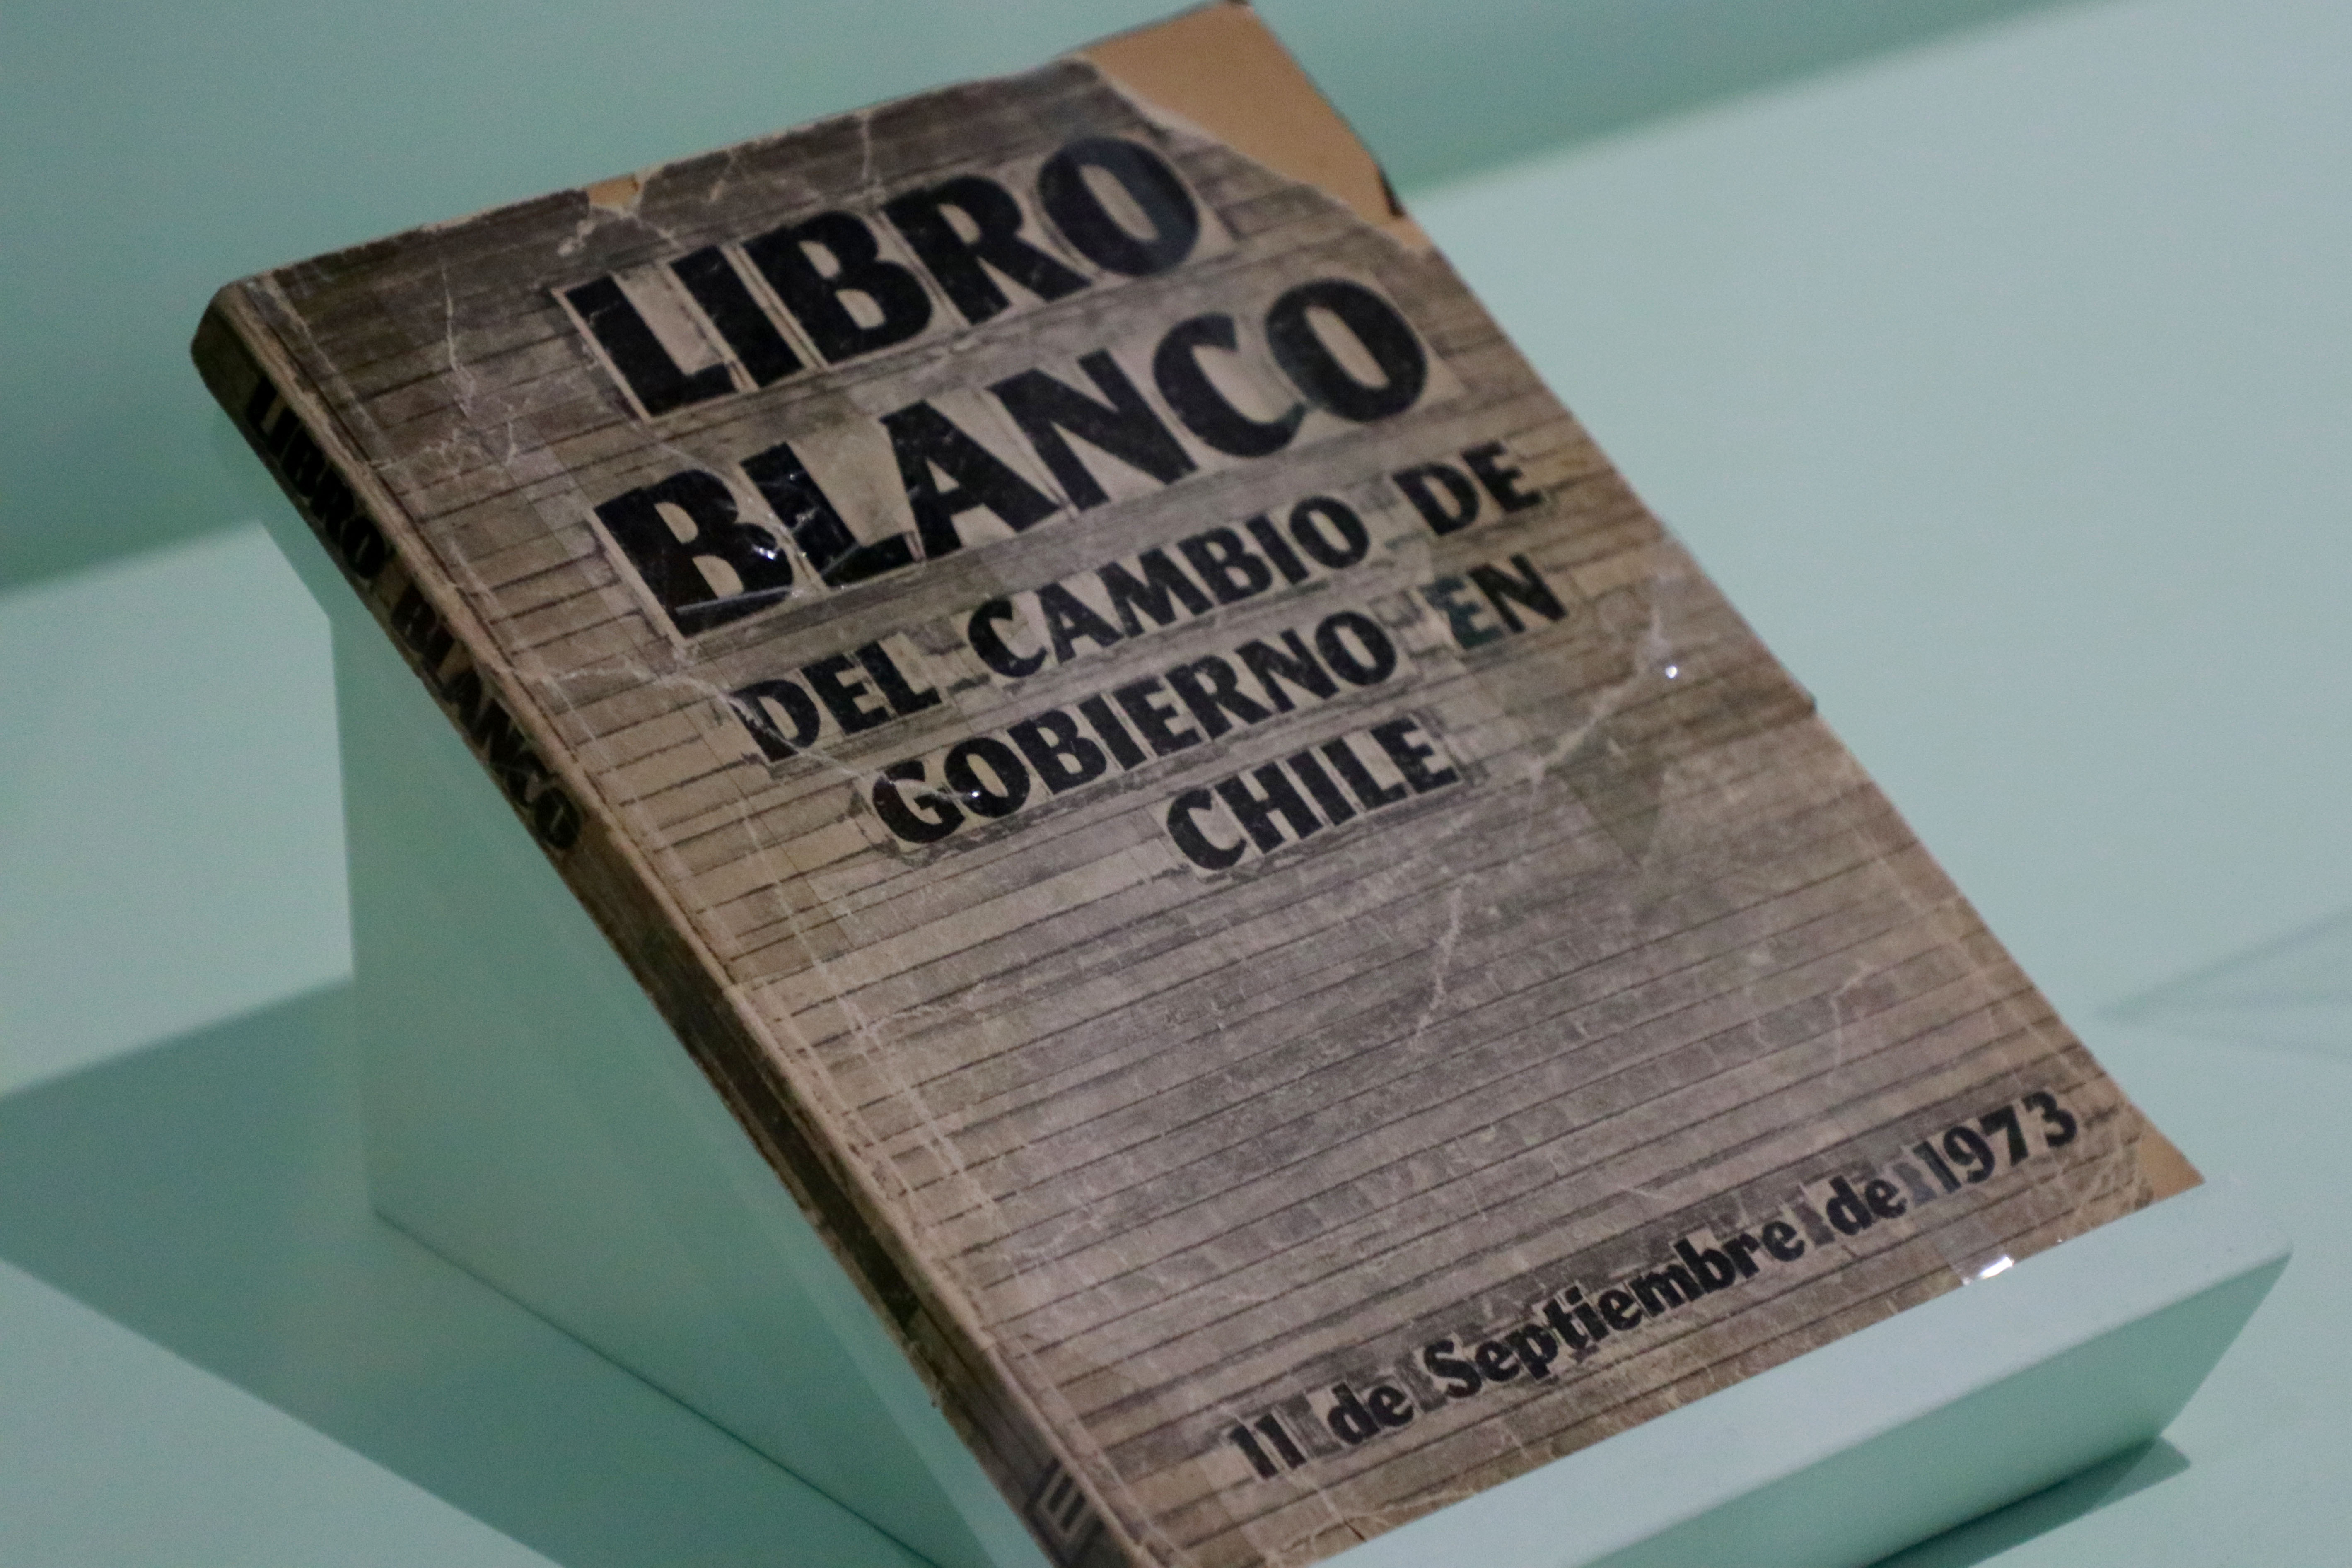 LIBRO
BLANCO
DEL CAMBIO DE
GOBIERNO EN
CHILE
11 de Septiembre de 1973
LIBRO BLANCO